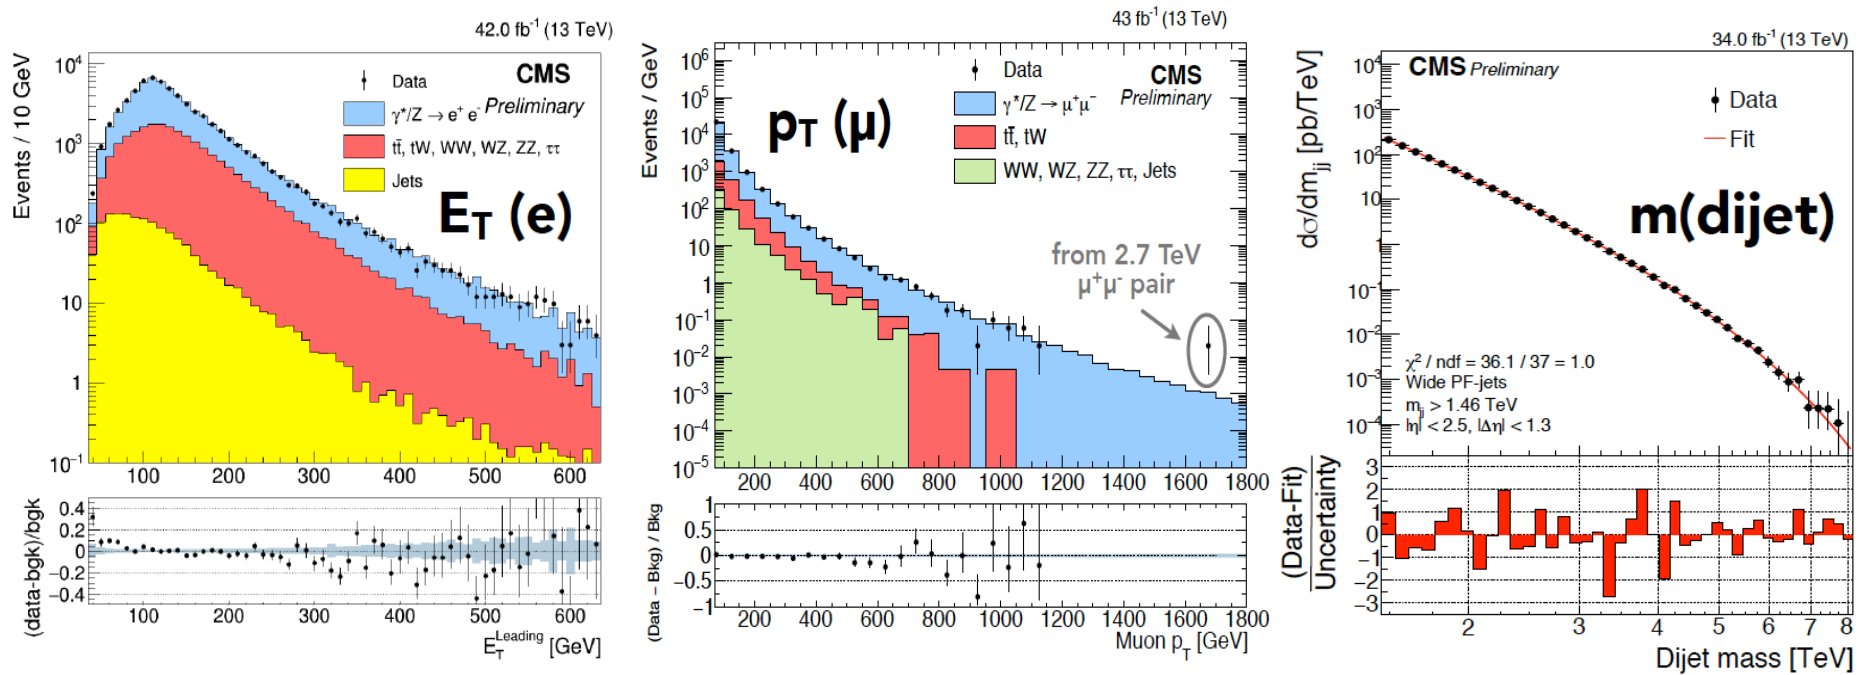 42.0 fb⁻¹ (13 TeV)
Events / 10 GeV
10⁴
10³
10²
10
1
10⁻¹
CMS
Preliminary
Data
γ*/Z → e⁺ e⁻
tt̄, tW, WW, WZ, ZZ, ττ
Jets
E_T (e)
100 200 300 400 500 600
(data-bgk)/bgk
0.4
0.2
0
−0.2
−0.4
100 200 300 400 500 600
E_T^Leading [GeV]
43 fb⁻¹ (13 TeV)
Events / GeV
10⁶
10⁵
10⁴
10³
10²
10
1
10⁻¹
10⁻²
10⁻³
10⁻⁴
10⁻⁵
CMS
Preliminary
Data
γ*/Z → μ⁺μ⁻
tt̄, tW
WW, WZ, ZZ, ττ, Jets
p_T (μ)
from 2.7 TeV
μ⁺μ⁻ pair
200 400 600 800 1000 1200 1400 1600 1800
(Data − Bkg) / Bkg
1
0.5
0
−0.5
−1
200 400 600 800 1000 1200 1400 1600 1800
Muon p_T [GeV]
34.0 fb⁻¹ (13 TeV)
dσ/dm_jj [pb/TeV]
10⁴
10³
10²
10
1
10⁻¹
10⁻²
10⁻³
10⁻⁴
CMS Preliminary
Data
Fit
m(dijet)
χ² / ndf = 36.1 / 37 = 1.0
Wide PF-jets
m_jj > 1.46 TeV
|η| < 2.5, |Δη| < 1.3
(Data-Fit)
Uncertainty
3
2
1
0
−1
−2
−3
2 3 4 5 6 7 8
Dijet mass [TeV]